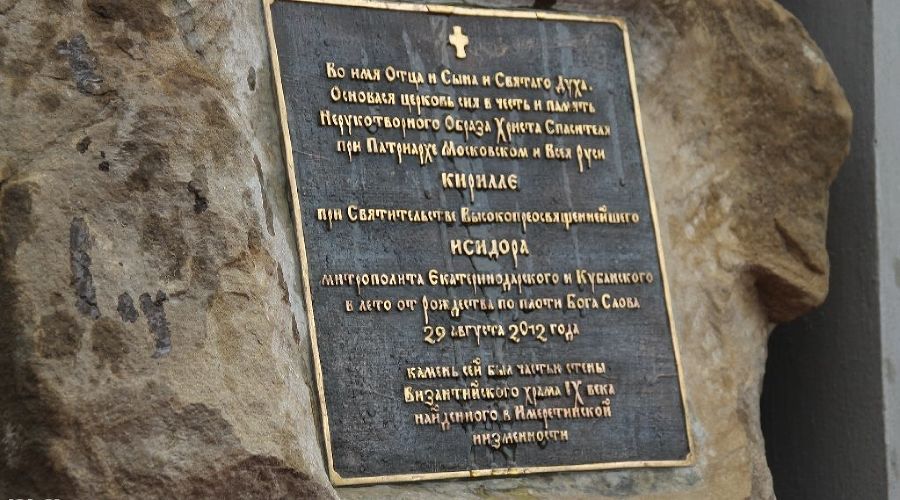 Во имя Отца и Сына и Святаго Духа.
Основася церковь сия в честь и память
Нерукотворного Образа Христа Спасителя
при Патриархе Московском и Всея Руси
КИРИЛЛЕ
при Святительстве Высокопреосвященнейшего
ИСИДОРА
митрополита Екатеринодарского и Кубанского
в лето от рождества по плоти Бога Слова
29 августа 2012 года
камень сей был частью стены
Византийского храма IX века
найденного в Имеретинской
низменности